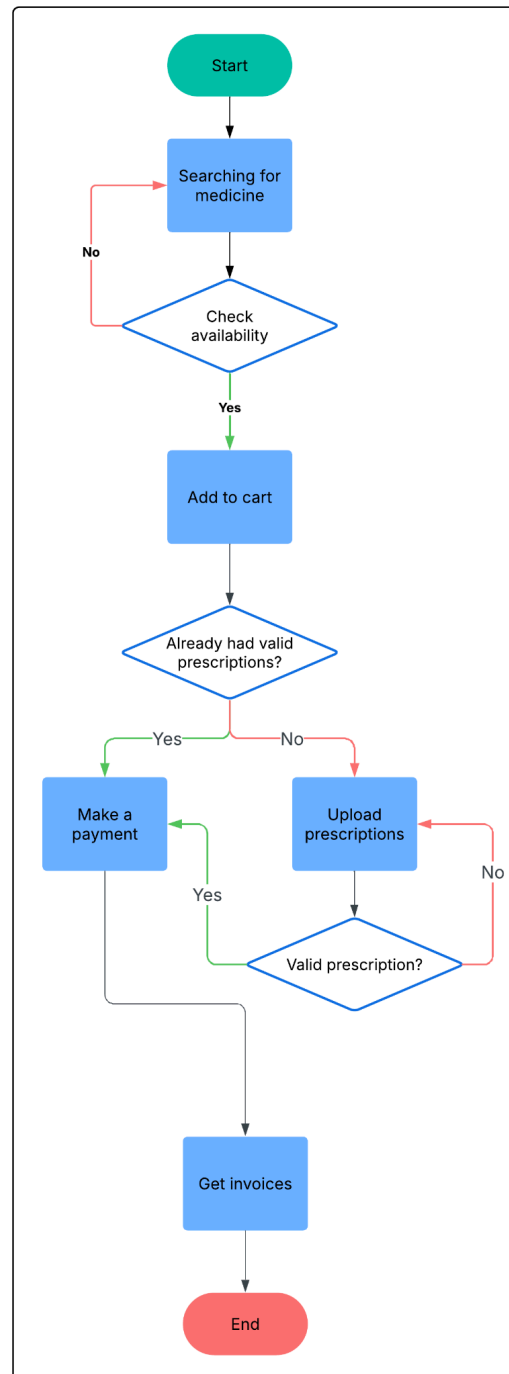 Start
Searching for
medicine
No
Check
availability
Yes
Add to cart
Already had valid
prescriptions?
Yes
No
Make a
payment
Upload
prescriptions
Yes
No
Valid prescription?
Get invoices
End